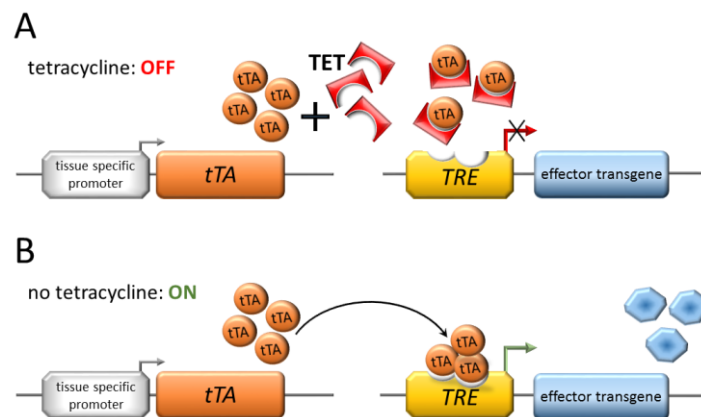 A
tetracycline: OFF
TET
tTA
tTA
tTA
tTA
+
tTA
tTA
tTA
tissue specific
promoter
tTA
TRE
effector transgene
B
no tetracycline: ON
tTA
tTA
tTA
tTA
tTA
tTA
tTA
tissue specific
promoter
tTA
TRE
effector transgene